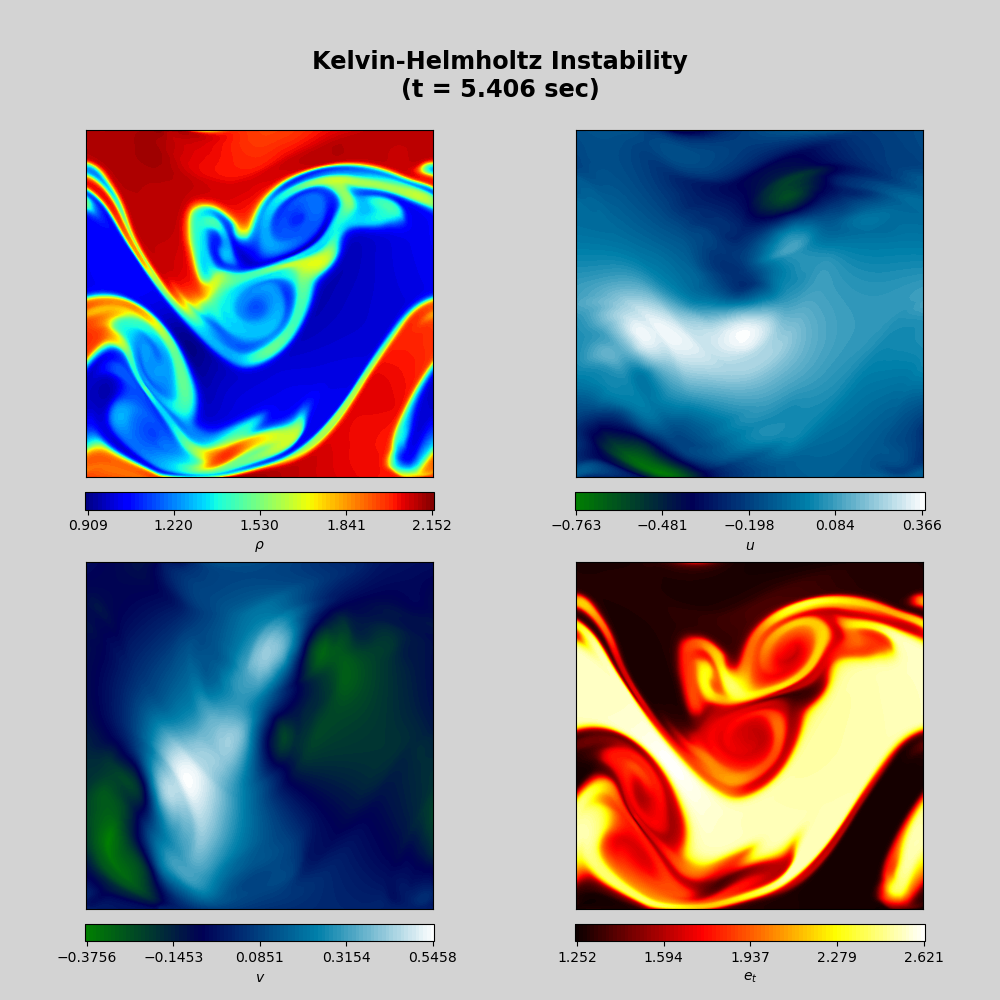 Kelvin-Helmholtz Instability
(t = 5.406 sec)
0.909 1.220 1.530 1.841 2.152
ρ
−0.763 −0.481 −0.198 0.084 0.366
u
−0.3756 −0.1453 0.0851 0.3154 0.5458
v
1.252 1.594 1.937 2.279 2.621
eₜ